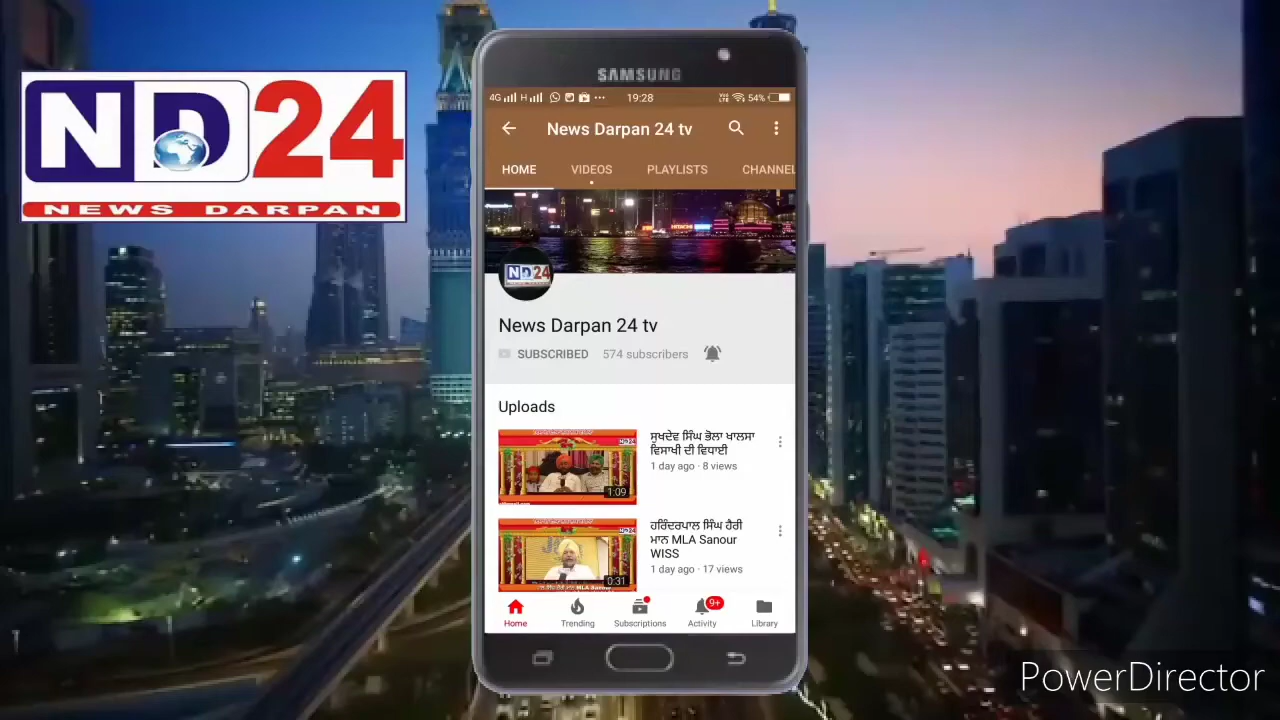 ND24
NEWS DARPAN
SAMSUNG
4G H 19:28 54%
News Darpan 24 tv
HOME VIDEOS PLAYLISTS CHANNEL
ND24
News Darpan 24 tv
SUBSCRIBED 574 subscribers
Uploads
ਸੁਖਦੇਵ ਸਿੰਘ ਭੋਲਾ ਖਾਲਸਾ
ਵਿਸਾਖੀ ਦੀ ਵਿਧਾਈ
1 day ago · 8 views
1:09
ਹਰਿੰਦਰਪਾਲ ਸਿੰਘ ਹੈਰੀ
ਮਾਨ MLA Sanour
WISS
1 day ago · 17 views
0:31
Home Trending Subscriptions 9+ Activity Library
PowerDirector